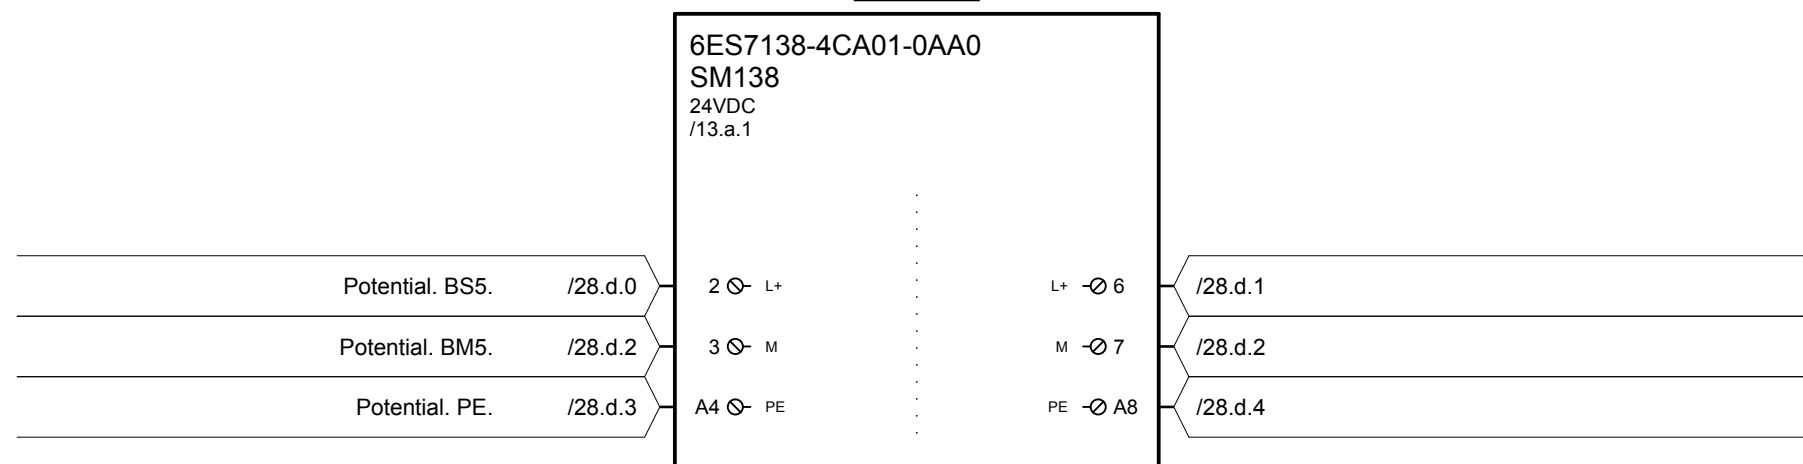 6ES7138-4CA01-0AA0
SM138
24VDC
/13.a.1
Potential. BS5. /28.d.0 2 L+ L+ 6 /28.d.1
Potential. BM5. /28.d.2 3 M M 7 /28.d.2
Potential. PE. /28.d.3 A4 PE PE A8 /28.d.4